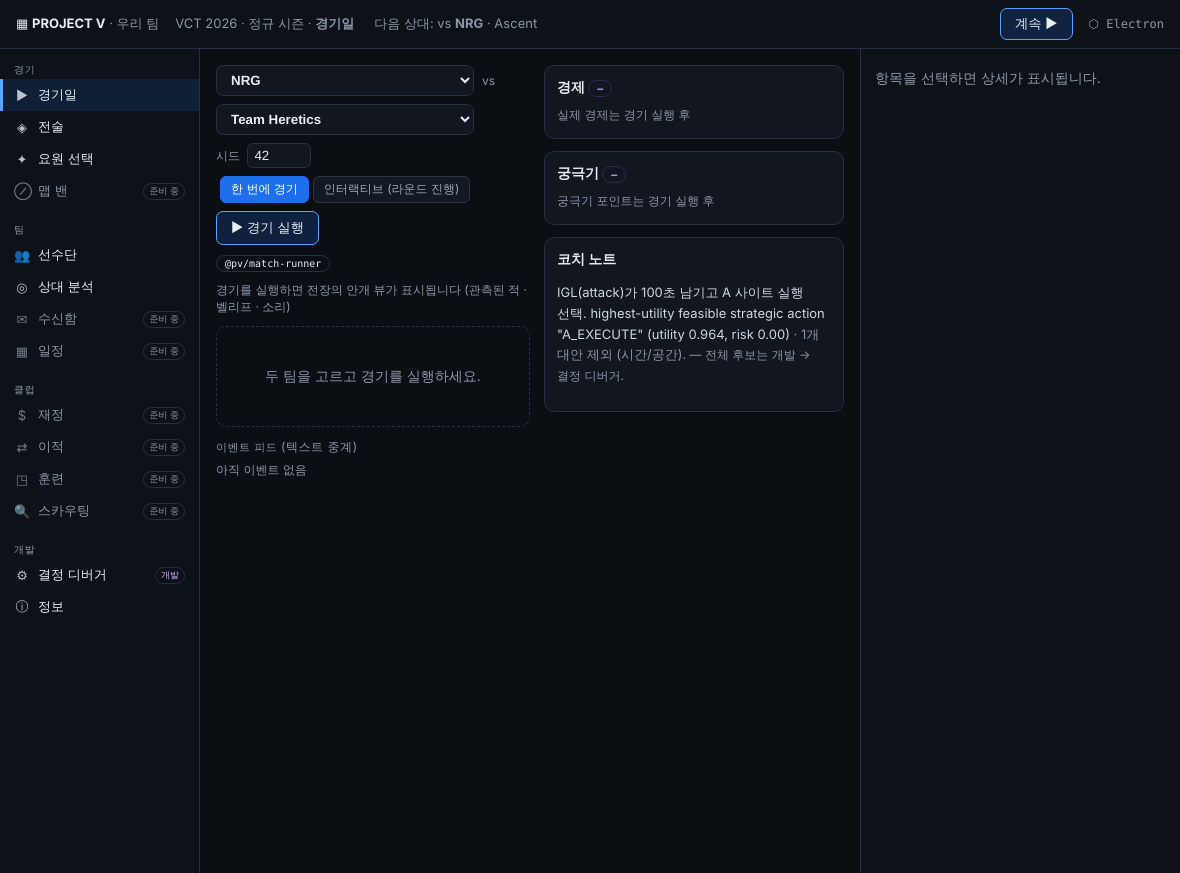 PROJECT V · 우리 팀 VCT 2026 · 정규 시즌 · 경기일 다음 상대: vs NRG · Ascent 계속 ▶ Electron
경기
▶ 경기일
전술
요원 선택
맵 밴 준비 중
팀
선수단
상대 분석
수신함 준비 중
일정 준비 중
클럽
$ 재정 준비 중
이적 준비 중
훈련 준비 중
스카우팅 준비 중
개발
결정 디버거 개발
정보
NRG vs
Team Heretics
시드 42
한 번에 경기 인터랙티브 (라운드 진행)
▶ 경기 실행
@pv/match-runner
경기를 실행하면 전장의 안개 뷰가 표시됩니다 (관측된 적 ·
벨리프 · 소리)
두 팀을 고르고 경기를 실행하세요.
이벤트 피드 (텍스트 중계)
아직 이벤트 없음
경제 –
실제 경제는 경기 실행 후
궁극기 –
궁극기 포인트는 경기 실행 후
코치 노트
IGL(attack)가 100초 남기고 A 사이트 실행
선택. highest-utility feasible strategic action
"A_EXECUTE" (utility 0.964, risk 0.00) · 1개
대안 제외 (시간/공간). — 전체 후보는 개발 →
결정 디버거.
항목을 선택하면 상세가 표시됩니다.